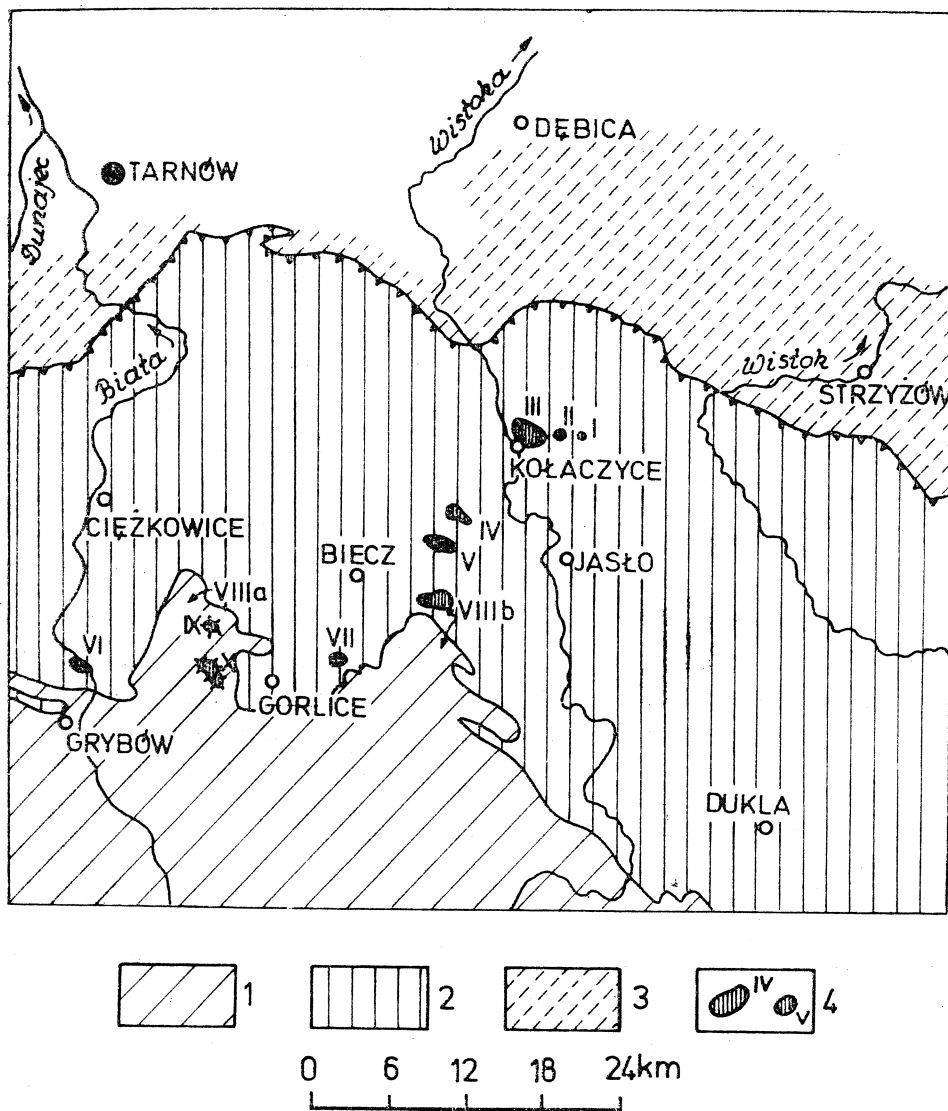 Wisłoka
DĘBICA
TARNÓW
Dunajec
Biała
Wisłok
STRZYŻÓW
III
II
I
KOŁACZYCE
CIĘŻKOWICE
IV
V
BIECZ
JASŁO
VIIIa
VIIIb
IX
VI
VII
X
GORLICE
GRYBÓW
DUKLA
1
2
3
IV
V
4
0 6 12 18 24km